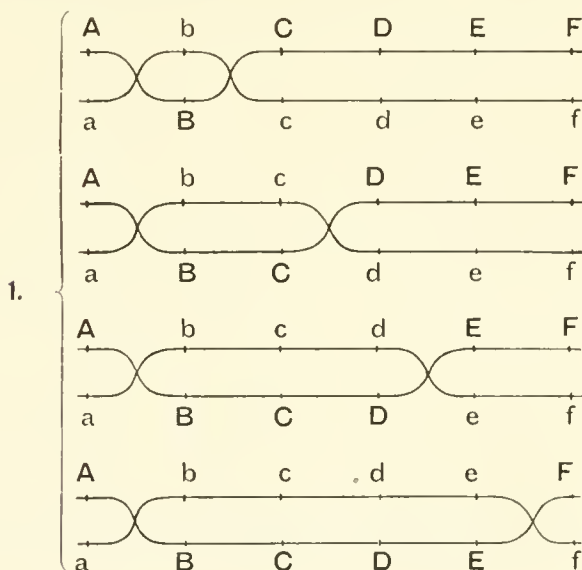 A b C D E F
a B c d e f
A b c D E F
a B C d e f
1.
A b c d E F
a B C D e f
A b c d e F
a B C D E f